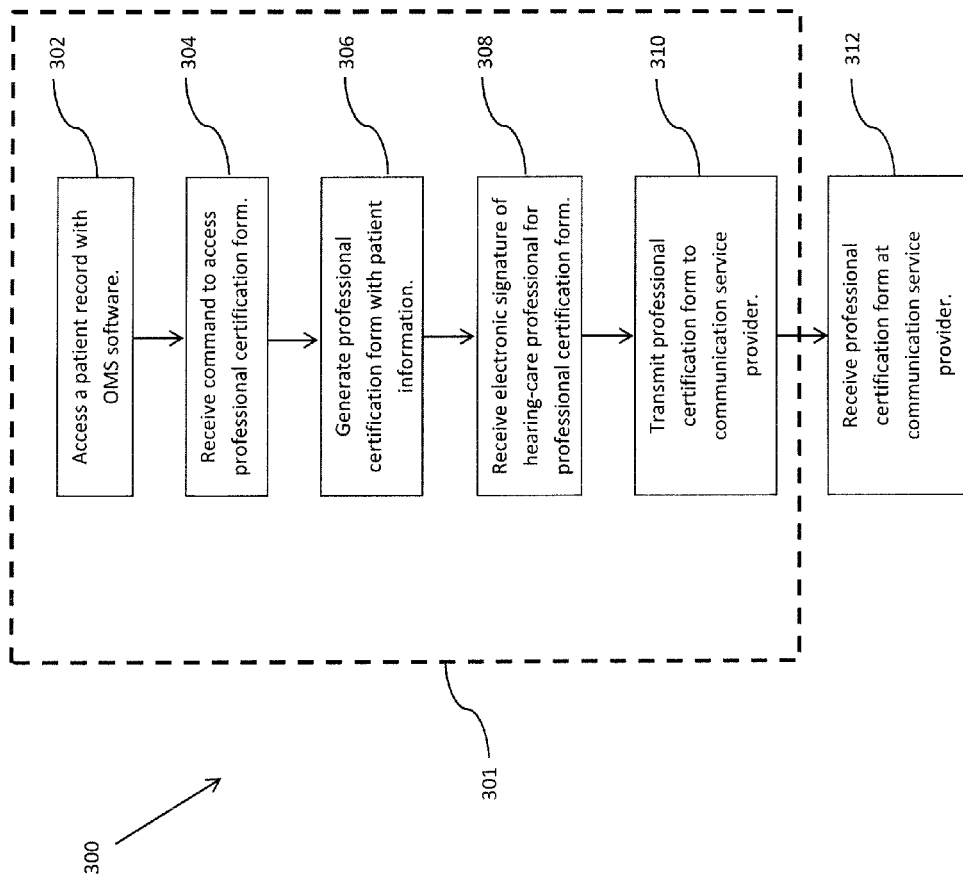 300
301
302
Access a patient record with
OMS software.
304
Receive command to access
professional certification form.
306
Generate professional
certification form with patient
information.
308
Receive electronic signature of
hearing-care professional for
professional certification form.
310
Transmit professional
certification form to
communication service
provider.
312
Receive professional
certification form at
communication service
provider.